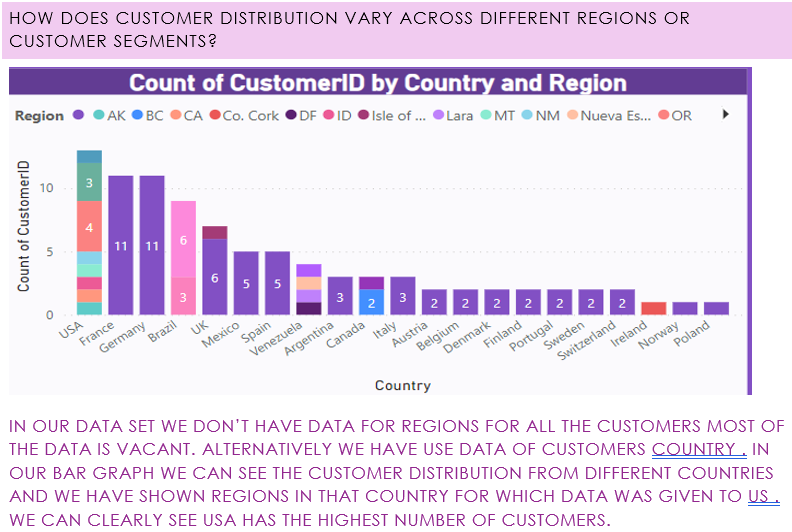 HOW DOES CUSTOMER DISTRIBUTION VARY ACROSS DIFFERENT REGIONS OR
CUSTOMER SEGMENTS?
Count of CustomerID by Country and Region
Region AK BC CA Co. Cork DF ID Isle of ... Lara MT NM Nueva Es... OR
Count of CustomerID
10
5
0
3
4
11
11
6
3
6
5
5
3
2
3
2
2
2
2
2
2
2
USA
France
Germany
Brazil
UK
Mexico
Spain
Venezuela
Argentina
Canada
Italy
Austria
Belgium
Denmark
Finland
Portugal
Sweden
Switzerland
Ireland
Norway
Poland
Country
IN OUR DATA SET WE DON'T HAVE DATA FOR REGIONS FOR ALL THE CUSTOMERS MOST OF
THE DATA IS VACANT. ALTERNATIVELY WE HAVE USE DATA OF CUSTOMERS COUNTRY . IN
OUR BAR GRAPH WE CAN SEE THE CUSTOMER DISTRIBUTION FROM DIFFERENT COUNTRIES
AND WE HAVE SHOWN REGIONS IN THAT COUNTRY FOR WHICH DATA WAS GIVEN TO US .
WE CAN CLEARLY SEE USA HAS THE HIGHEST NUMBER OF CUSTOMERS.